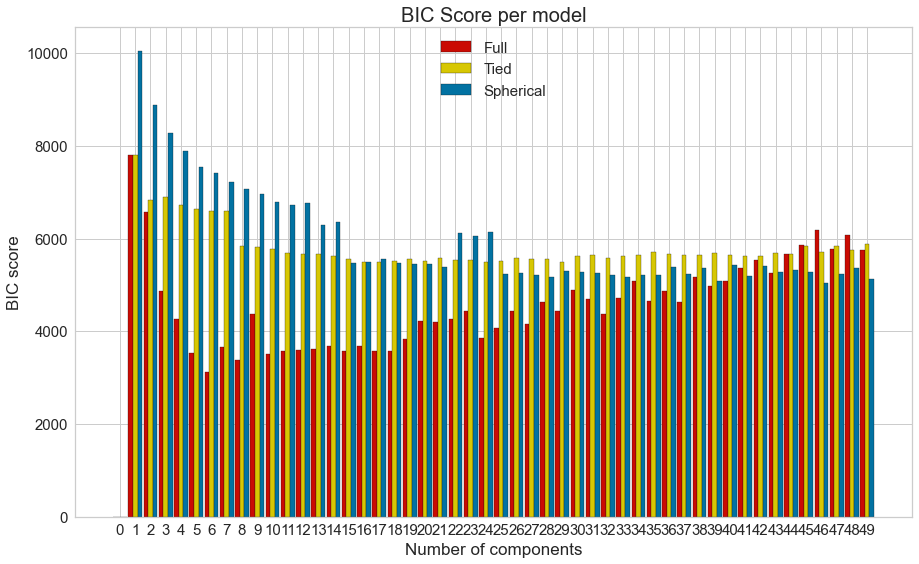 BIC Score per model
Full
Tied
Spherical
10000
8000
6000
4000
2000
0
BIC score
0 1 2 3 4 5 6 7 8 9 10 11 12 13 14 15 16 17 18 19 20 21 22 23 24 25 26 27 28 29 30 31 32 33 34 35 36 37 38 39 40 41 42 43 44 45 46 47 48 49
Number of components